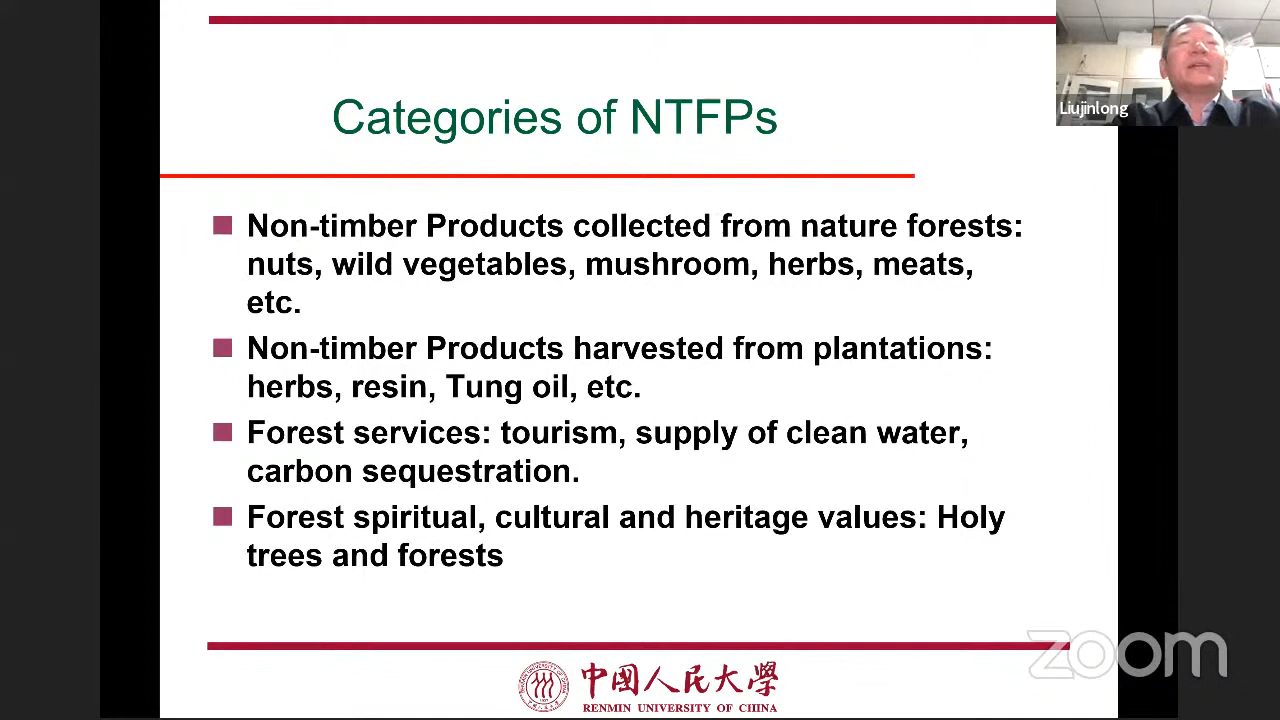 Categories of NTFPs
Liujinlong
Non-timber Products collected from nature forests:
nuts, wild vegetables, mushroom, herbs, meats,
etc.
Non-timber Products harvested from plantations:
herbs, resin, Tung oil, etc.
Forest services: tourism, supply of clean water,
carbon sequestration.
Forest spiritual, cultural and heritage values: Holy
trees and forests
zoom
中國人民大學
RENMIN UNIVERSITY OF CHINA